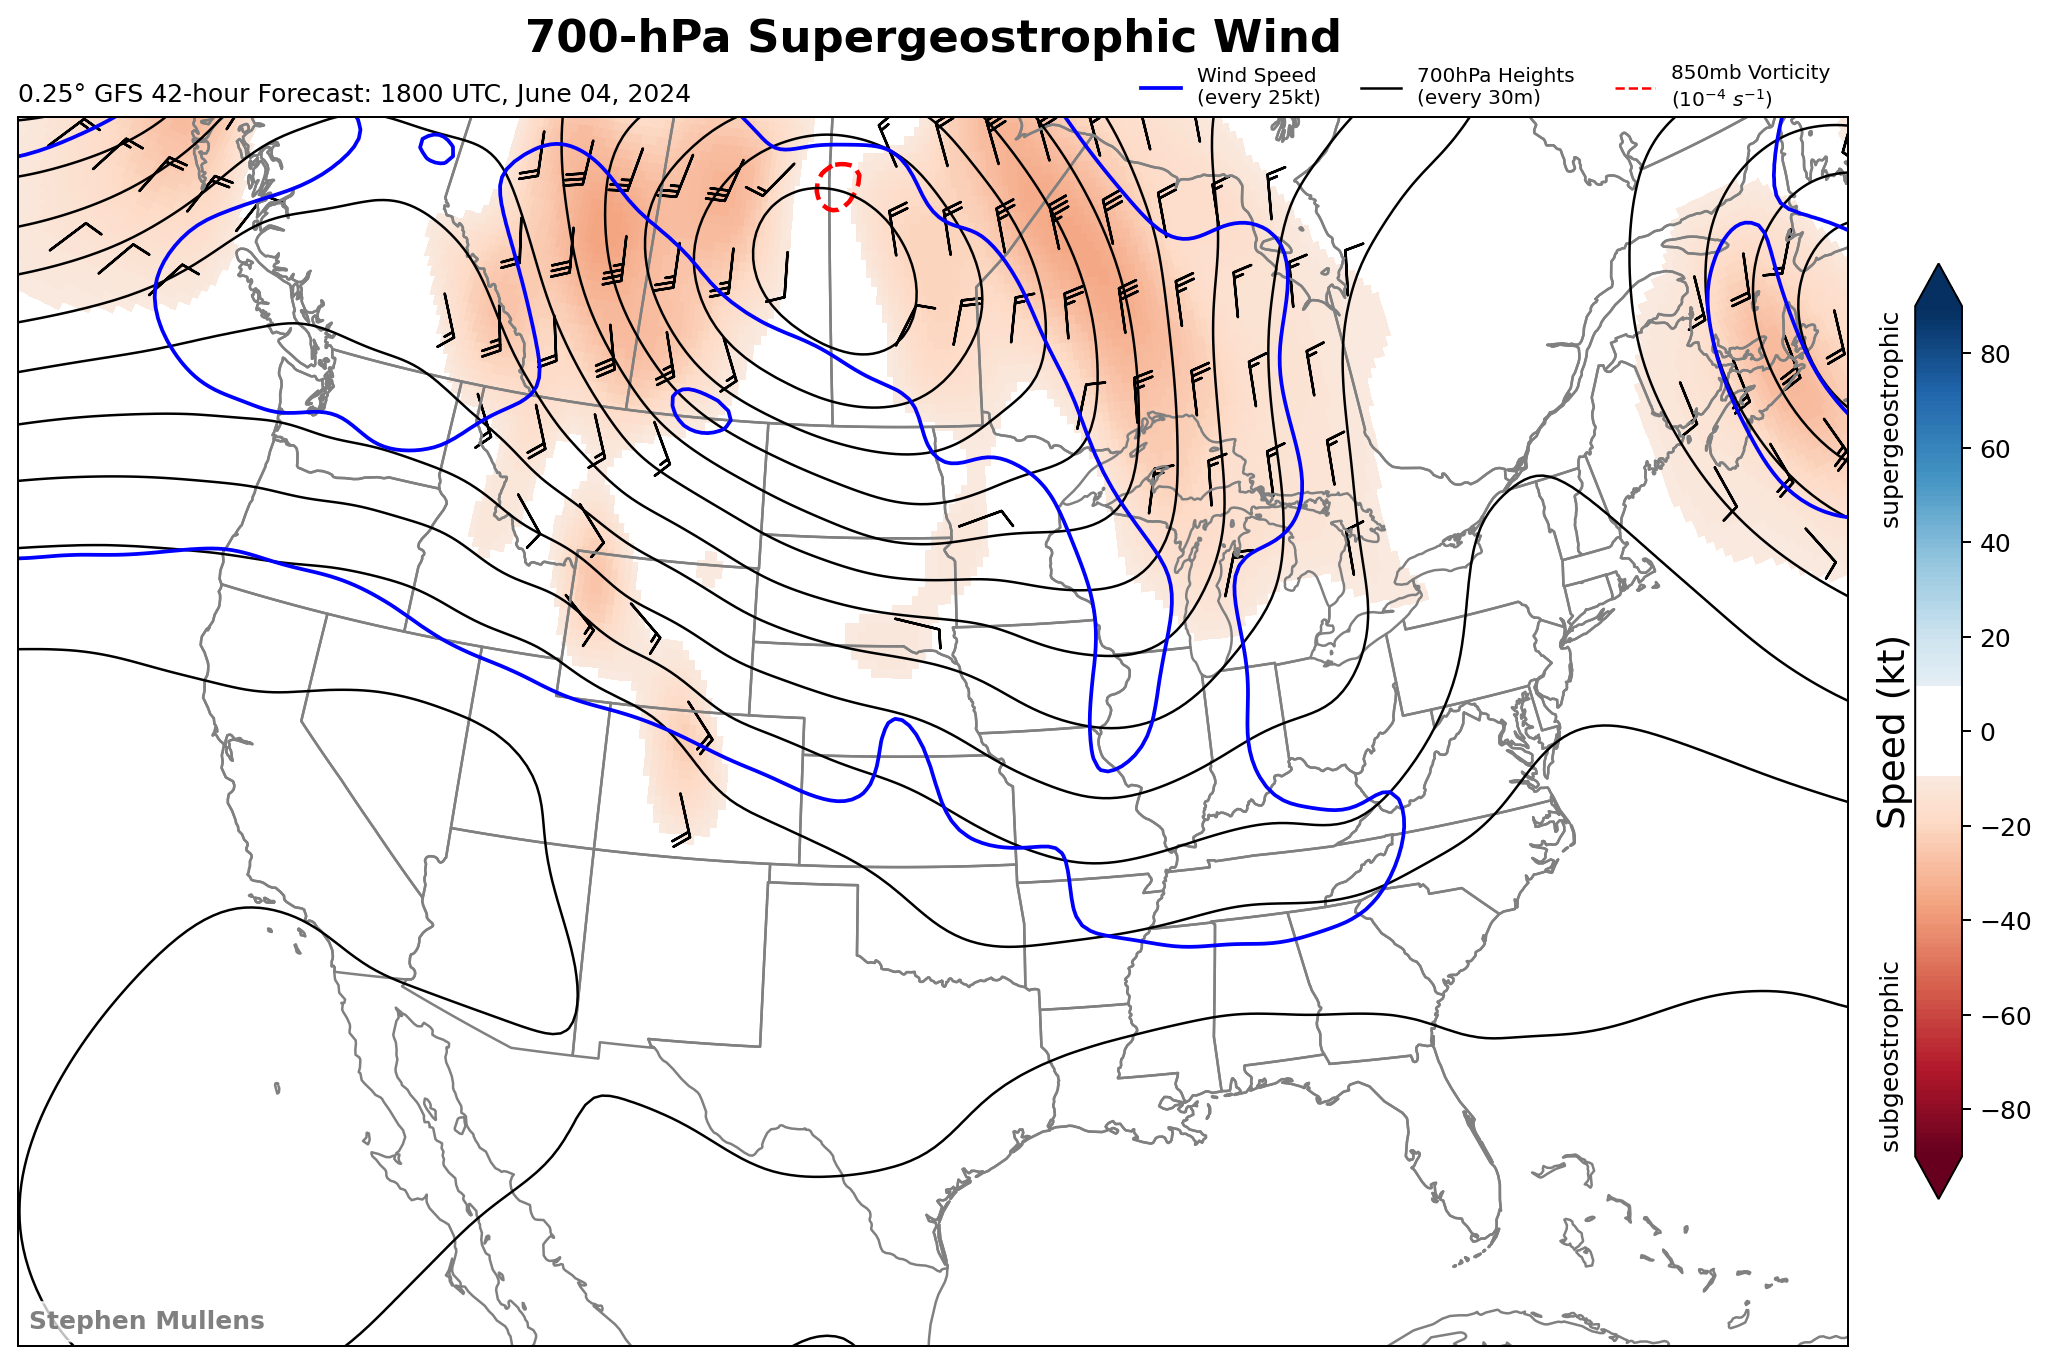 700-hPa Supergeostrophic Wind
0.25° GFS 42-hour Forecast: 1800 UTC, June 04, 2024
Wind Speed
(every 25kt)
700hPa Heights
(every 30m)
850mb Vorticity
(10⁻⁴ s⁻¹)
supergeostrophic
subgeostrophic
Speed (kt)
80
60
40
20
0
−20
−40
−60
−80
Stephen Mullens